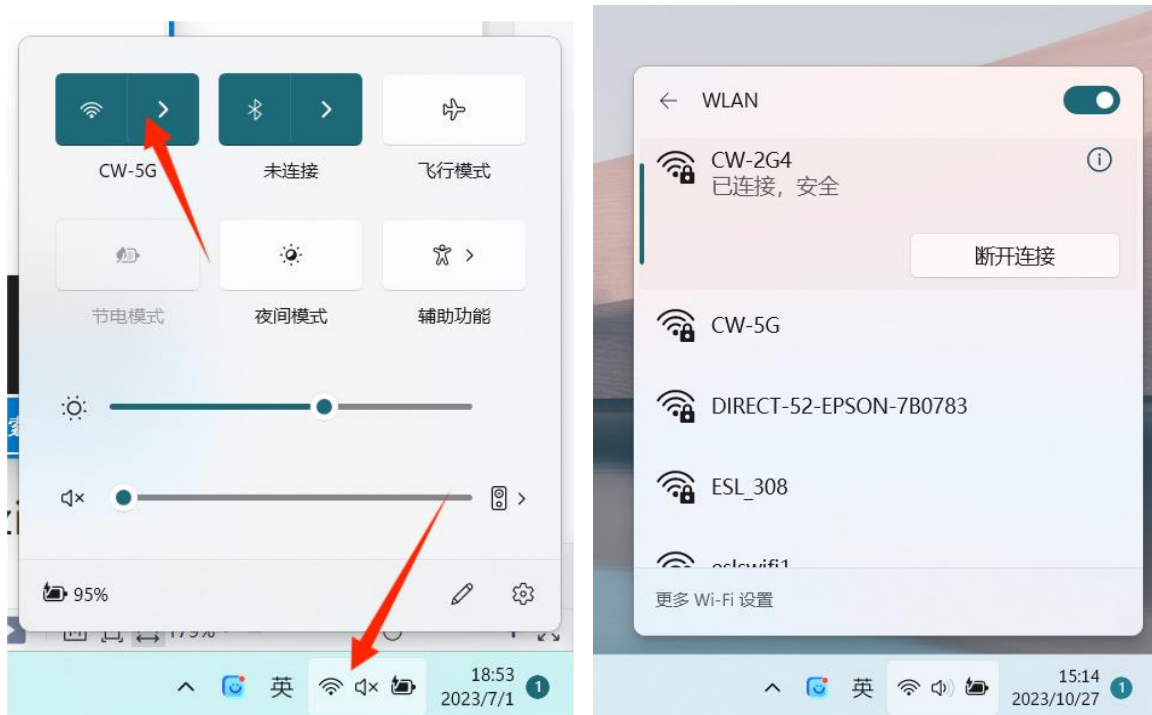 CW-5G
未连接
飞行模式
节电模式
夜间模式
辅助功能
95%
英
18:53
2023/7/1
1
WLAN
CW-2G4
已连接，安全
断开连接
CW-5G
DIRECT-52-EPSON-7B0783
ESL_308
更多 Wi-Fi 设置
英
15:14
2023/10/27
1